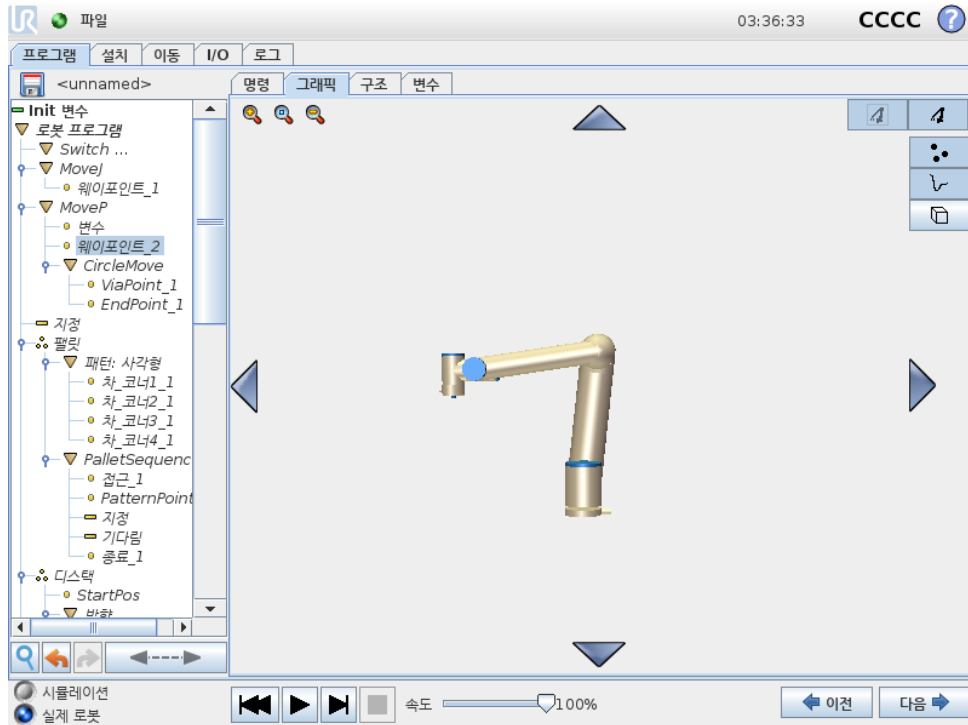 UR 파일 03:36:33 CCCC ?
프로그램 설치 이동 I/O 로그
<unnamed> 명령 그래픽 구조 변수
Init 변수
로봇 프로그램
Switch ...
MoveJ
웨이포인트_1
MoveP
변수
웨이포인트_2
CircleMove
ViaPoint_1
EndPoint_1
지정
팰릿
패턴: 사각형
차_코너1_1
차_코너2_1
차_코너3_1
차_코너4_1
PalletSequenc
접근_1
PatternPoint
지정
기다림
종료_1
디스택
StartPos
방향
시뮬레이션
실제 로봇
속도 100% 이전 다음